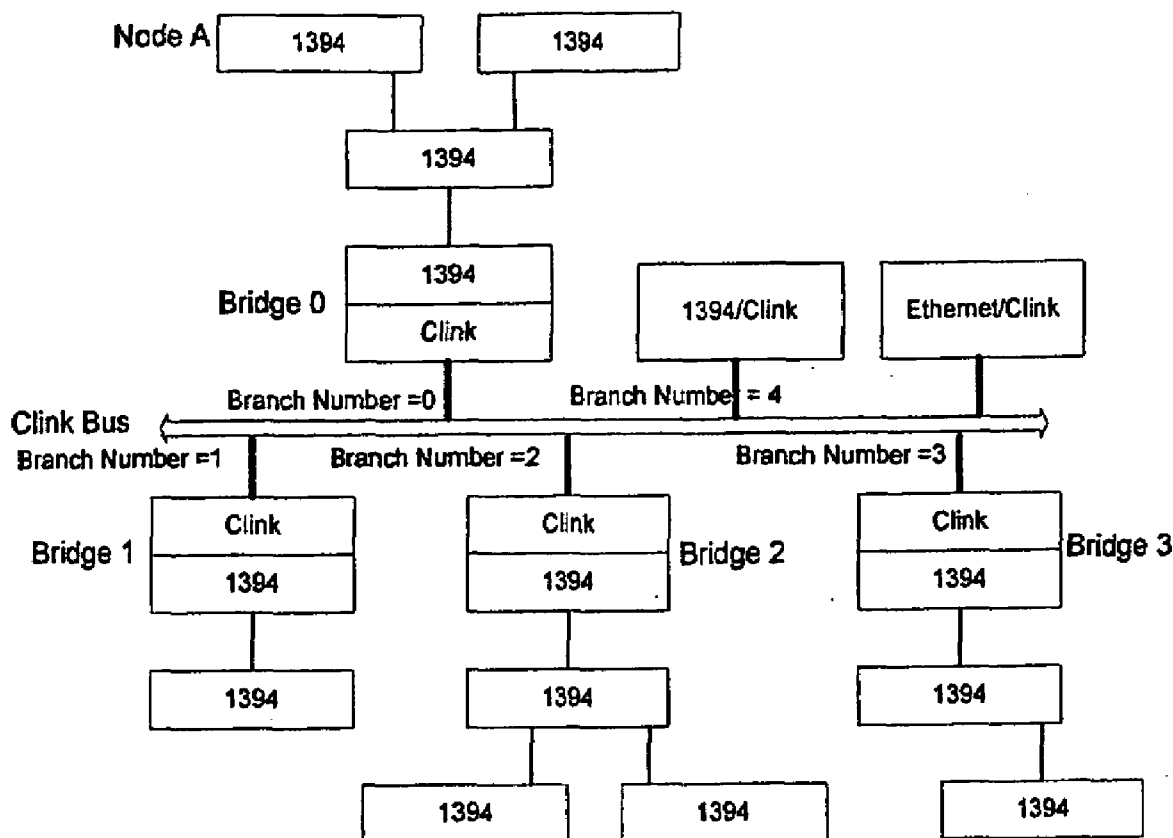 Node A
1394
1394
1394
1394
Bridge 0
Clink
1394/Clink
Ethernet/Clink
Branch Number =0
Branch Number = 4
Clink Bus
Branch Number =1
Branch Number =2
Branch Number =3
Clink
Clink
Clink
Bridge 1
Bridge 2
Bridge 3
1394
1394
1394
1394
1394
1394
1394
1394
1394